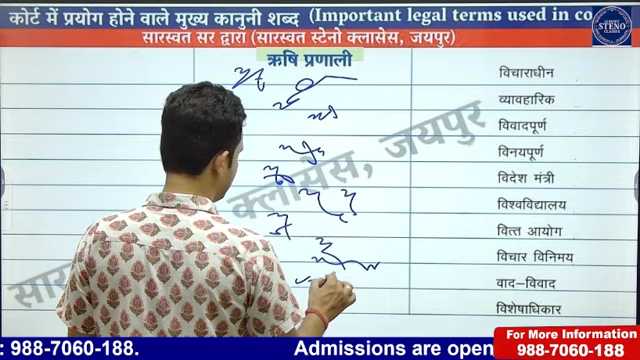 कोर्ट में प्रयोग होने वाले मुख्य कानूनी शब्द (Important legal terms used in co
सारस्वत सर द्वारा (सारस्वत स्टेनो क्लासेस, जयपुर)
STENO
ऋषि प्रणाली
विचाराधीन
व्यावहारिक
विवादपूर्ण
विनयपूर्ण
विदेश मंत्री
विश्वविद्यालय
वित्त आयोग
विचार विनिमय
वाद-विवाद
विशेषाधिकार
क्लासेस, जयपुर
: 988-7060-188.
Admissions are open
For More Information
988-7060-188